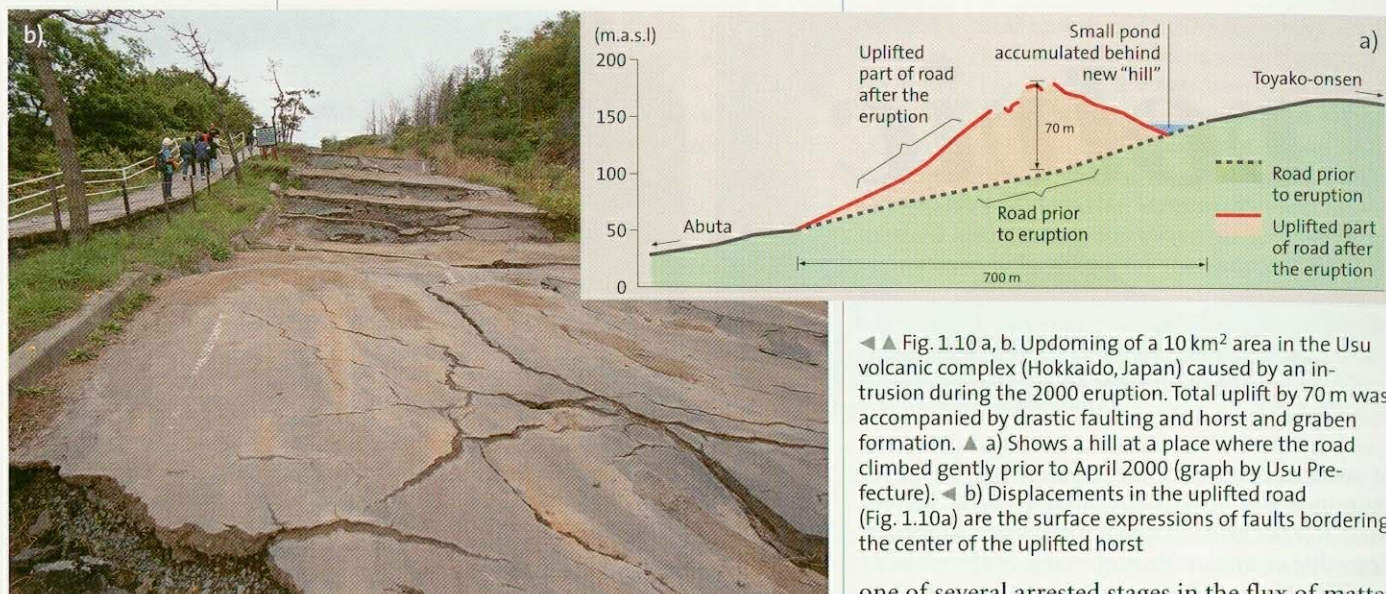 b)
a)
(m.a.s.l)
200
150
100
50
0
Uplifted
part of road
after the
eruption
Small pond
accumulated behind
new "hill"
Toyako-onsen
70 m
Abuta
Road prior
to eruption
700 m
Road prior
to eruption
Uplifted part
of road after
the eruption
◄ ▲ Fig. 1.10 a, b. Updoming of a 10 km² area in the Usu
volcanic complex (Hokkaido, Japan) caused by an in-
trusion during the 2000 eruption. Total uplift by 70 m was
accompanied by drastic faulting and horst and graben
formation. ▲ a) Shows a hill at a place where the road
climbed gently prior to April 2000 (graph by Usu Pre-
fecture). ◄ b) Displacements in the uplifted road
(Fig. 1.10a) are the surface expressions of faults bordering
the center of the uplifted horst
one of several arrested stages in the flux of matte